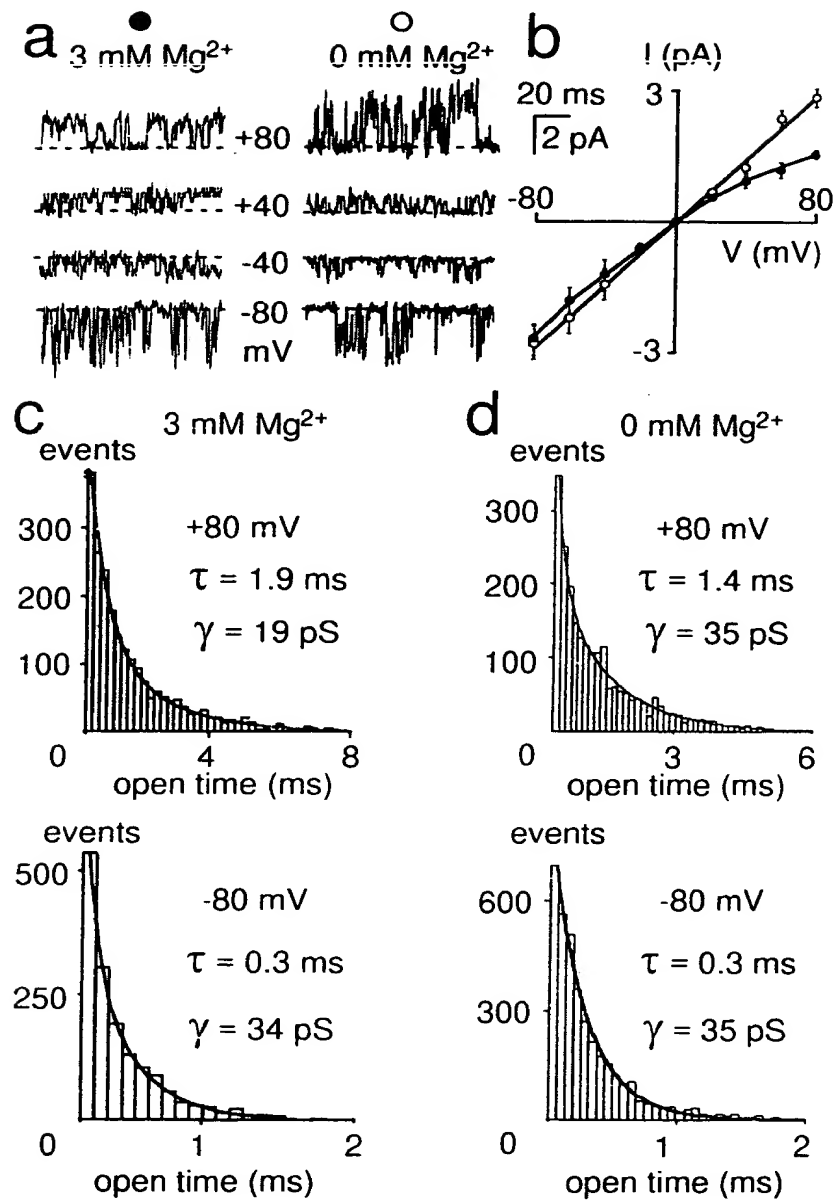 a
3 mM Mg²⁺
0 mM Mg²⁺
+80
+40
-40
-80
mV
b
I (pA)
20 ms
2 pA
3
-80
80
V (mV)
-3
c
3 mM Mg²⁺
events
300
200
100
+80 mV
τ = 1.9 ms
γ = 19 pS
0
4
8
open time (ms)
events
500
250
-80 mV
τ = 0.3 ms
γ = 34 pS
0
1
2
open time (ms)
d
0 mM Mg²⁺
events
300
200
100
+80 mV
τ = 1.4 ms
γ = 35 pS
0
3
6
open time (ms)
events
600
300
-80 mV
τ = 0.3 ms
γ = 35 pS
0
1
2
open time (ms)